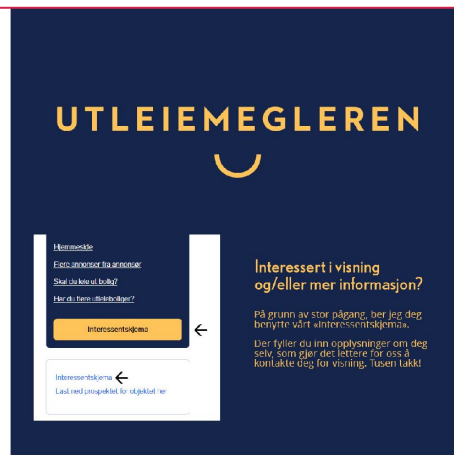 UTLEIEMEGLEREN
Hjemmeside
Flere annonser fra annonsør
Skal du leie ut bolig?
Har du flere utleieboliger?
Interessentskjema
Interessentskjema
Last ned prospektet for objektet her
Interessert i visning
og/eller mer informasjon?
På grunn av stor pågang, ber jeg deg
benytte vårt «Interessentskjema».
Der fyller du inn opplysninger om deg
selv, som gjør det lettere for oss å
kontakte deg for visning. Tusen takk!